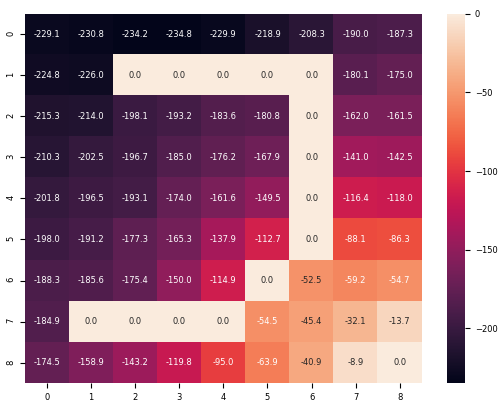 0 -229.1 -230.8 -234.2 -234.8 -229.9 -218.9 -208.3 -190.0 -187.3
1 -224.8 -226.0 0.0 0.0 0.0 0.0 0.0 -180.1 -175.0
2 -215.3 -214.0 -198.1 -193.2 -183.6 -180.8 0.0 -162.0 -161.5
3 -210.3 -202.5 -196.7 -185.0 -176.2 -167.9 0.0 -141.0 -142.5
4 -201.8 -196.5 -193.1 -174.0 -161.6 -149.5 0.0 -116.4 -118.0
5 -198.0 -191.2 -177.3 -165.3 -137.9 -112.7 0.0 -88.1 -86.3
6 -188.3 -185.6 -175.4 -150.0 -114.9 0.0 -52.5 -59.2 -54.7
7 -184.9 0.0 0.0 0.0 0.0 -54.5 -45.4 -32.1 -13.7
8 -174.5 -158.9 -143.2 -119.8 -95.0 -63.9 -40.9 -8.9 0.0
0 1 2 3 4 5 6 7 8
0
−50
−100
−150
−200